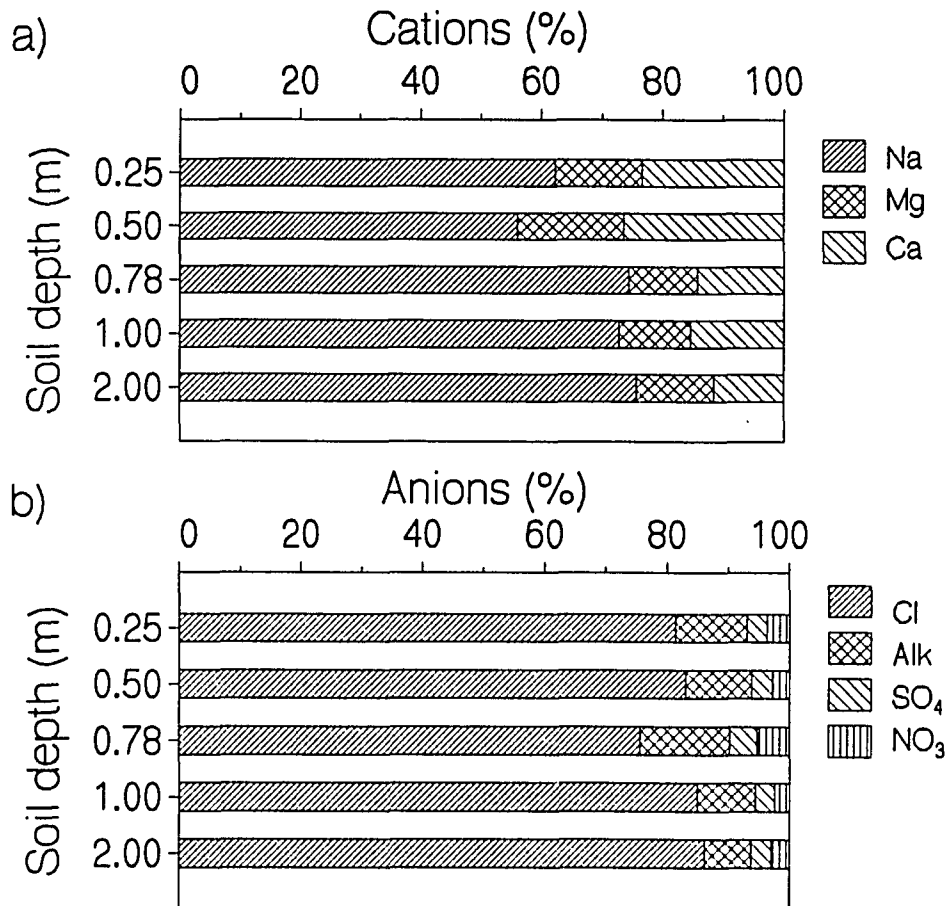 a)
Cations (%)
0 20 40 60 80 100
Soil depth (m)
0.25
0.50
0.78
1.00
2.00
Na
Mg
Ca
b)
Anions (%)
0 20 40 60 80 100
Soil depth (m)
0.25
0.50
0.78
1.00
2.00
Cl
Alk
SO₄
NO₃